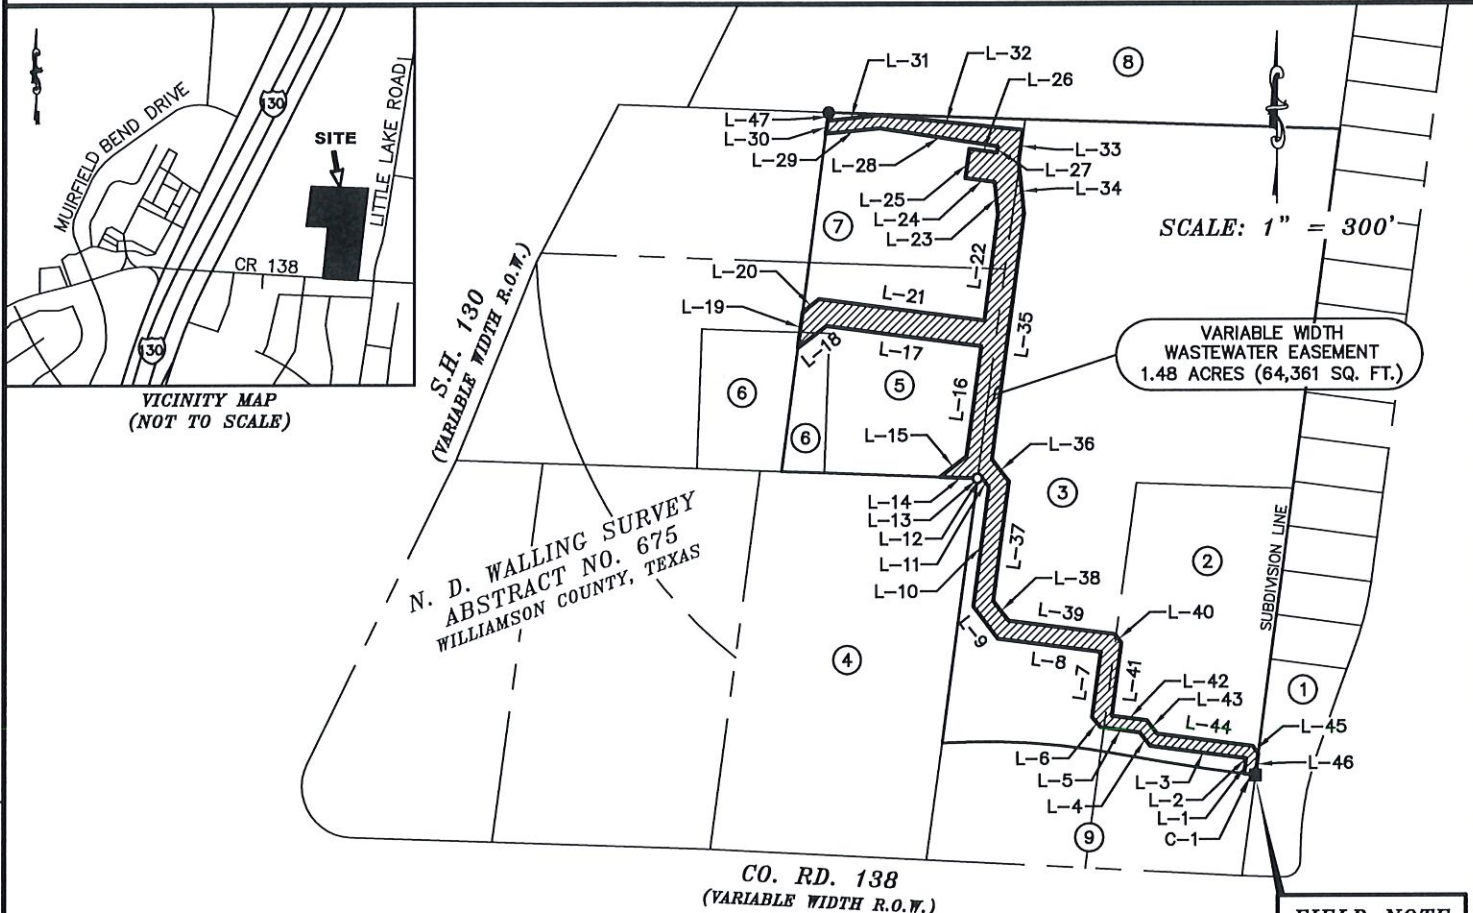 MUIRFIELD BEND DRIVE
130
SITE
LITTLE LAKE ROAD
CR 138
130
VICINITY MAP
(NOT TO SCALE)
L-31
L-32
L-26
8
L-47
L-30
L-29
L-28
L-33
L-27
L-34
L-25
L-24
L-23
7
SCALE: 1" = 300'
S.H. 130
(VARIABLE WIDTH R.O.W.)
L-20
L-22
L-21
L-19
L-35
L-18
L-17
VARIABLE WIDTH
WASTEWATER EASEMENT
1.48 ACRES (64,361 SQ. FT.)
6
5
L-16
6
L-15
L-36
3
L-14
L-13
L-12
L-11
L-10
L-37
N. D. WALLING SURVEY
ABSTRACT NO. 675
WILLIAMSON COUNTY, TEXAS
2
SUBDIVISION LINE
L-38
L-39
L-40
L-9
L-8
4
L-7
L-41
L-42
L-43
L-44
1
L-45
L-46
L-6
L-5
L-4
L-3
L-2
L-1
C-1
9
CO. RD. 138
(VARIABLE WIDTH R.O.W.)
FIELD NOTE